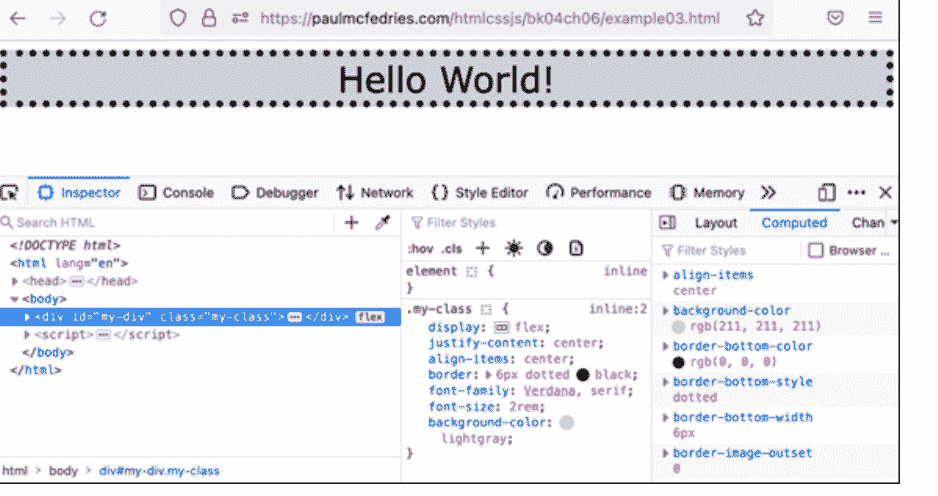 https://paulmcfedries.com/htmlcssjs/bk04ch06/example03.html
Hello World!
Inspector Console Debugger Network {} Style Editor Performance Memory
Search HTML
<!DOCTYPE html>
<html lang="en">
<head> </head>
<body>
<div id="my-div" class="my-class"> </div> flex
<script> </script>
</body>
</html>
html > body > div#my-div.my-class
Filter Styles
:hov .cls
element { inline
}
.my-class { inline:2
display: flex;
justify-content: center;
align-items: center;
border: 6px dotted black;
font-family: Verdana, serif;
font-size: 2rem;
background-color:
lightgray;
}
Layout Computed Chan
Filter Styles Browser ...
align-items
center
background-color
rgb(211, 211, 211)
border-bottom-color
rgb(0, 0, 0)
border-bottom-style
dotted
border-bottom-width
6px
border-image-outset
0